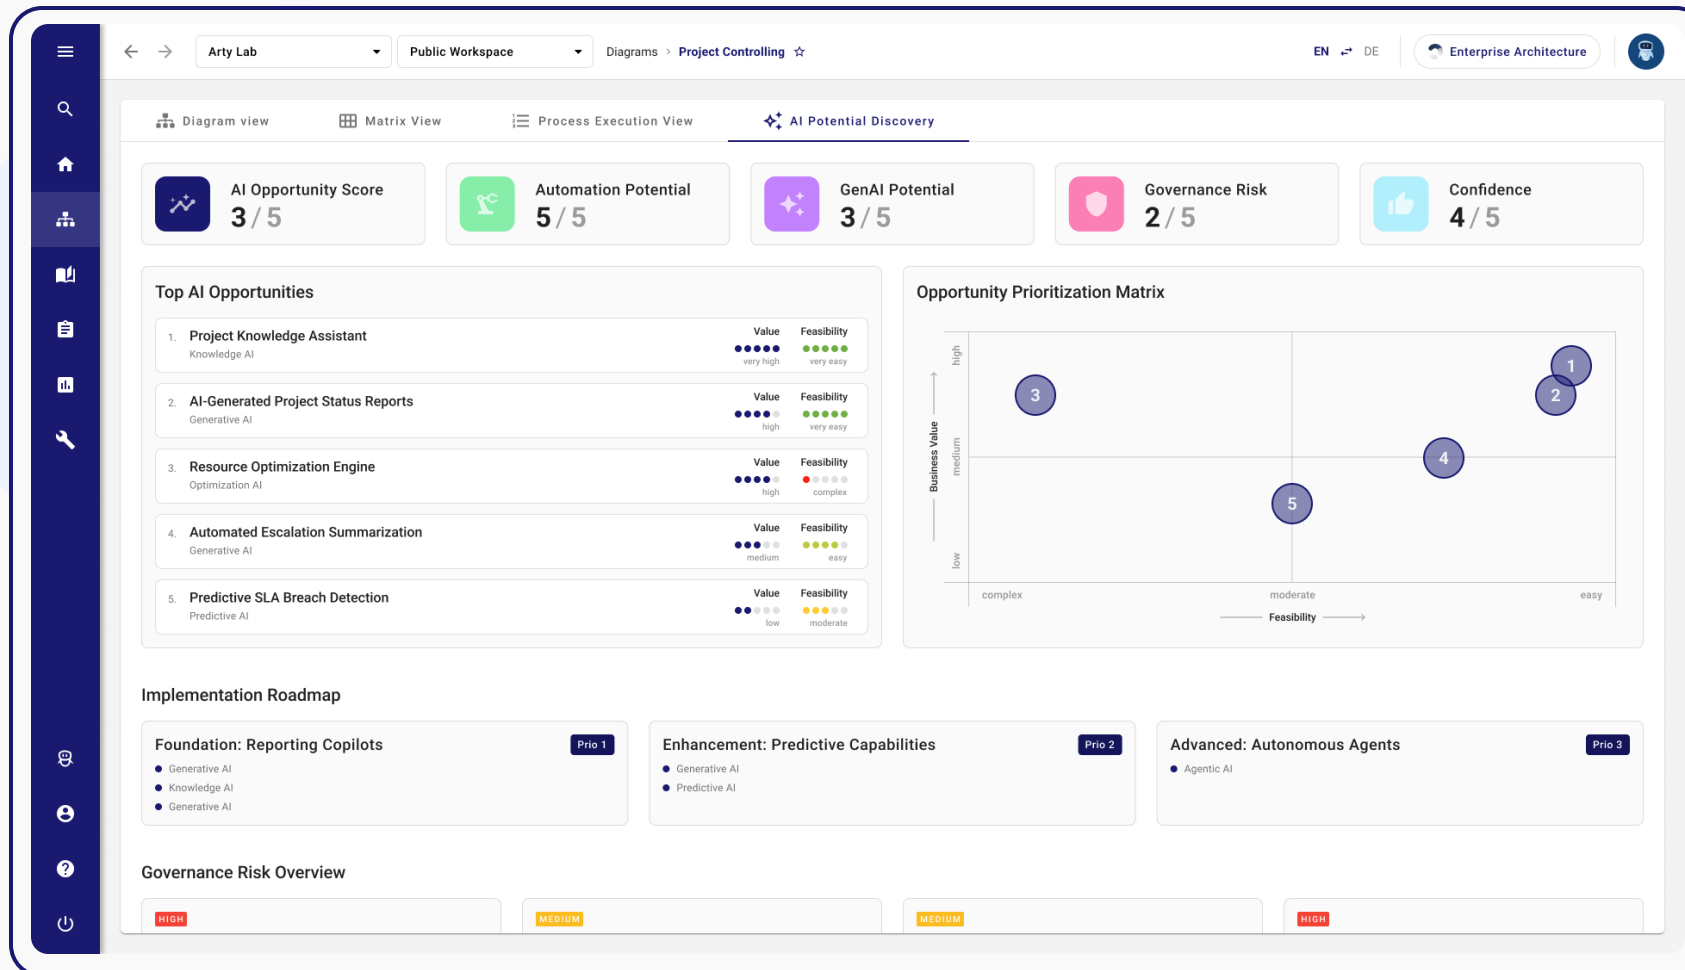 Arty Lab
Public Workspace
Diagrams › Project Controlling
EN DE
Enterprise Architecture
Diagram view
Matrix View
Process Execution View
AI Potential Discovery
AI Opportunity Score
3 / 5
Automation Potential
5 / 5
GenAI Potential
3 / 5
Governance Risk
2 / 5
Confidence
4 / 5
Top AI Opportunities
1. Project Knowledge Assistant
Knowledge AI
Value
very high
Feasibility
very easy
2. AI-Generated Project Status Reports
Generative AI
Value
high
Feasibility
very easy
3. Resource Optimization Engine
Optimization AI
Value
high
Feasibility
complex
4. Automated Escalation Summarization
Generative AI
Value
medium
Feasibility
easy
5. Predictive SLA Breach Detection
Predictive AI
Value
low
Feasibility
moderate
Opportunity Prioritization Matrix
Business Value
high
medium
low
1
2
3
4
5
complex
moderate
easy
Feasibility
Implementation Roadmap
Foundation: Reporting Copilots
Prio 1
Generative AI
Knowledge AI
Generative AI
Enhancement: Predictive Capabilities
Prio 2
Generative AI
Predictive AI
Advanced: Autonomous Agents
Prio 3
Agentic AI
Governance Risk Overview
HIGH
MEDIUM
MEDIUM
HIGH